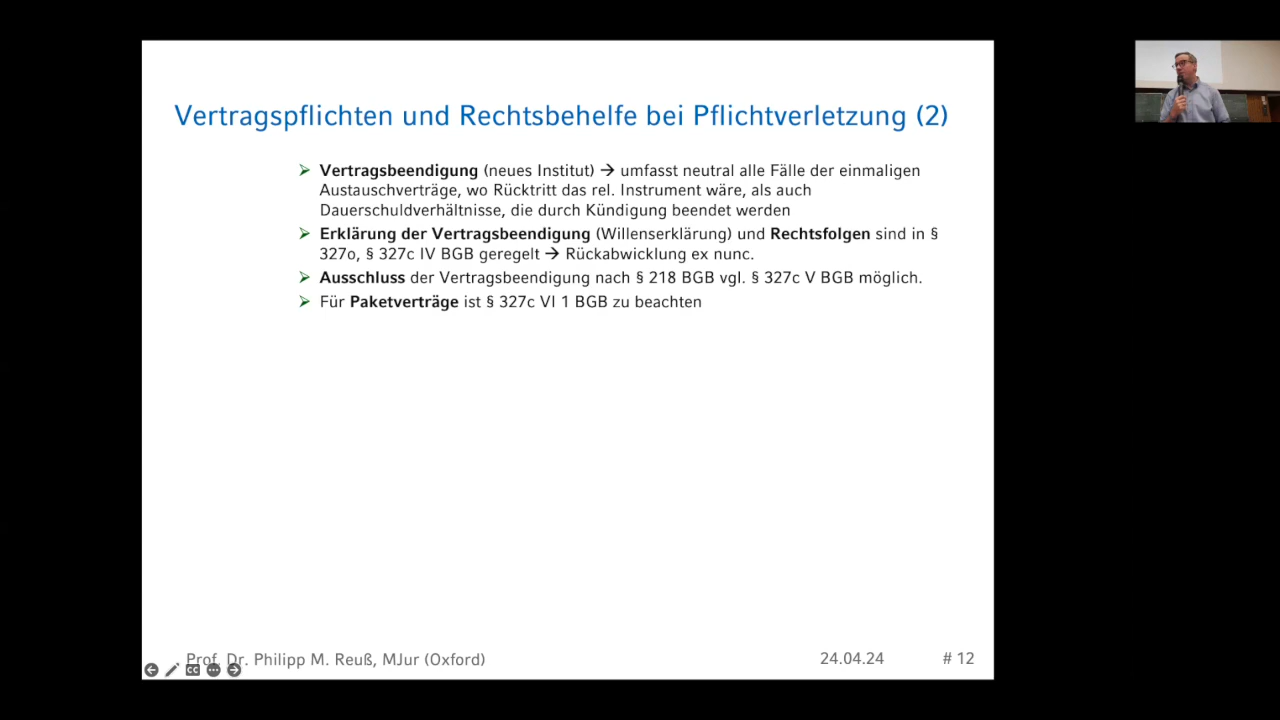 Vertragspflichten und Rechtsbehelfe bei Pflichtverletzung (2)
➢ Vertragsbeendigung (neues Institut) → umfasst neutral alle Fälle der einmaligen
Austauschverträge, wo Rücktritt das rel. Instrument wäre, als auch
Dauerschuldverhältnisse, die durch Kündigung beendet werden
➢ Erklärung der Vertragsbeendigung (Willenserklärung) und Rechtsfolgen sind in §
327o, § 327c IV BGB geregelt → Rückabwicklung ex nunc.
➢ Ausschluss der Vertragsbeendigung nach § 218 BGB vgl. § 327c V BGB möglich.
➢ Für Paketverträge ist § 327c VI 1 BGB zu beachten
Prof. Dr. Philipp M. Reuß, MJur (Oxford)
24.04.24
# 12
CC